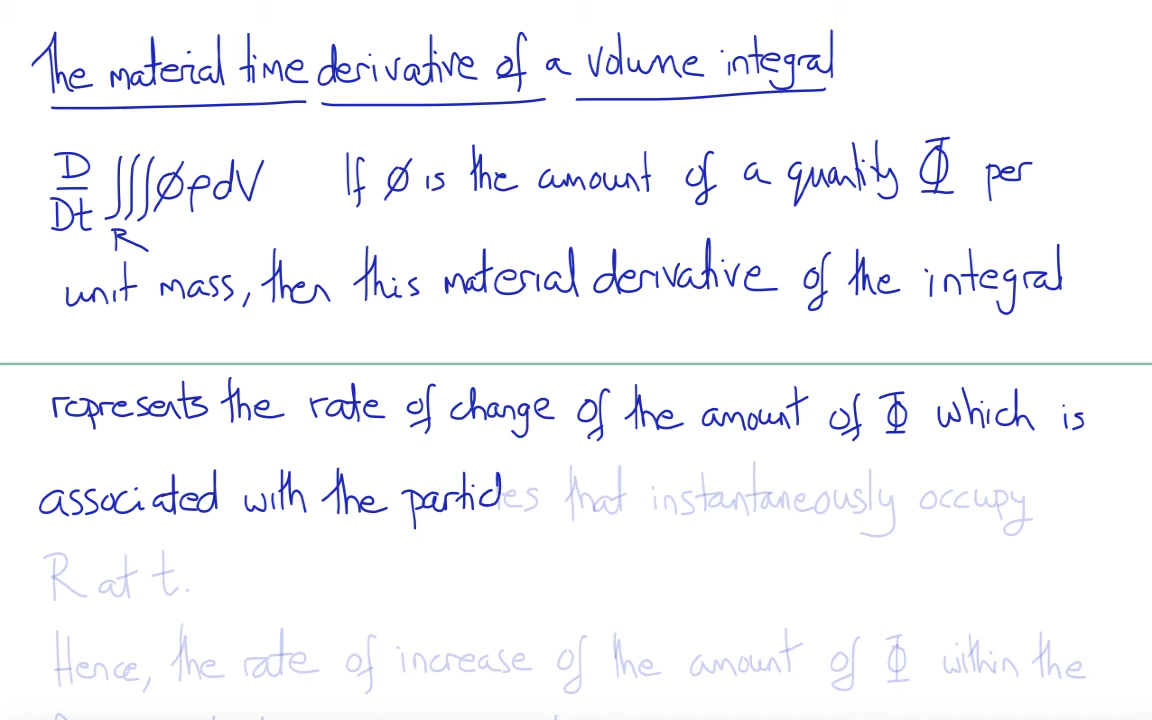 The material time derivative of a volume integral
D/Dt ∭_R ϕρdV If ϕ is the amount of a quantity Φ per
unit mass, then this material derivative of the integral
represents the rate of change of the amount of Φ which is
associated with the particles that instantaneously occupy
R at t.
Hence, the rate of increase of the amount of Φ within the